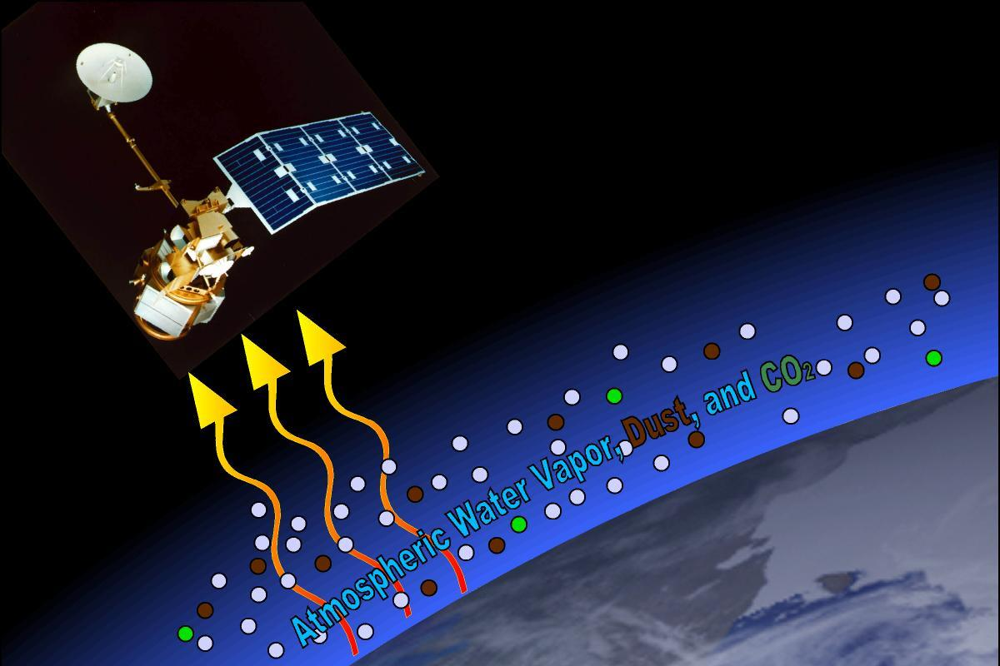 Atmospheric Water Vapor, Dust, and CO₂